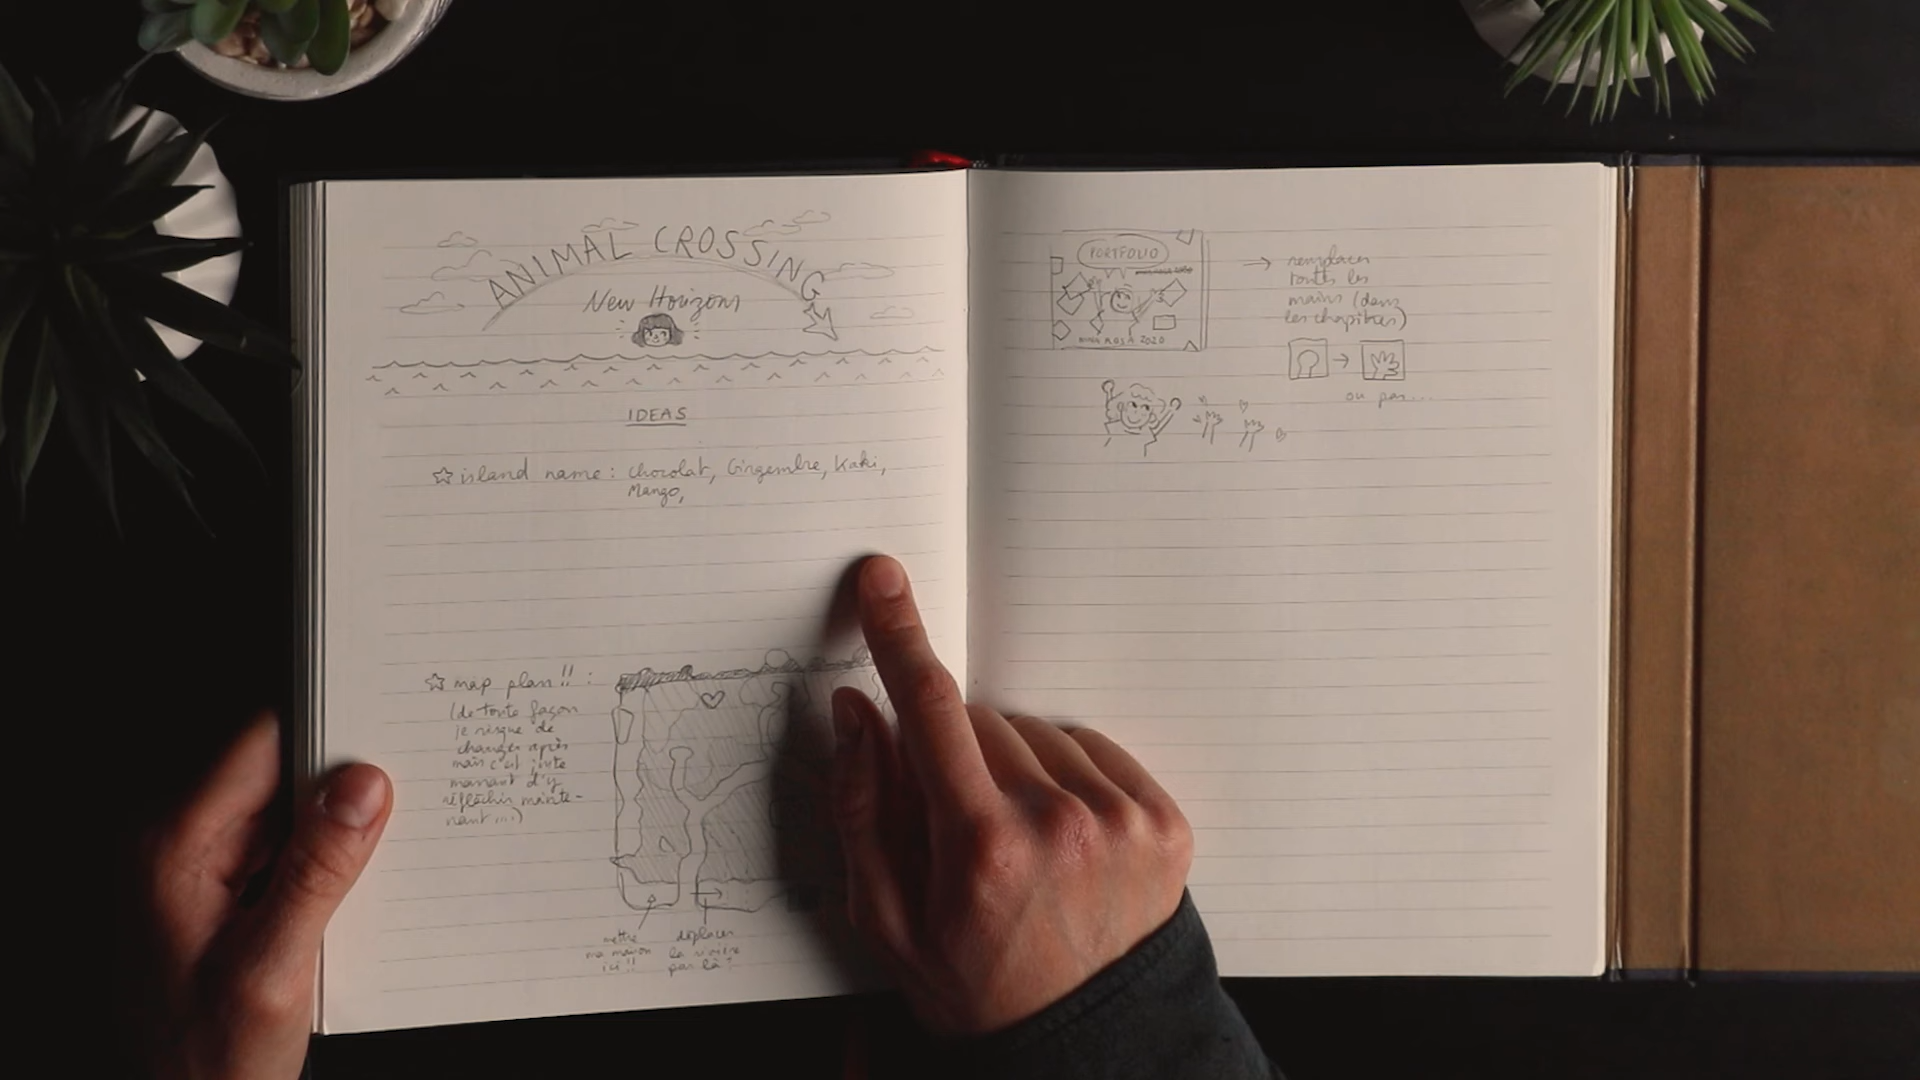 ANIMAL CROSSING
New Horizons
IDEAS
☆ island name : chocolat, Gingembre, Kaki,
Mango,
☆ map plan !! :
(de toute façon
je risque de
changer après
mais c'est juste
marrant d'y
réfléchir mainte-
nant ...)
mettre
ma maison
ici !!
déplacer
la rivière
par là ?
PORTFOLIO
ROSA 2020
→ remplacer
toutes les
mains (dans
les chapitres)
→
ou pas...